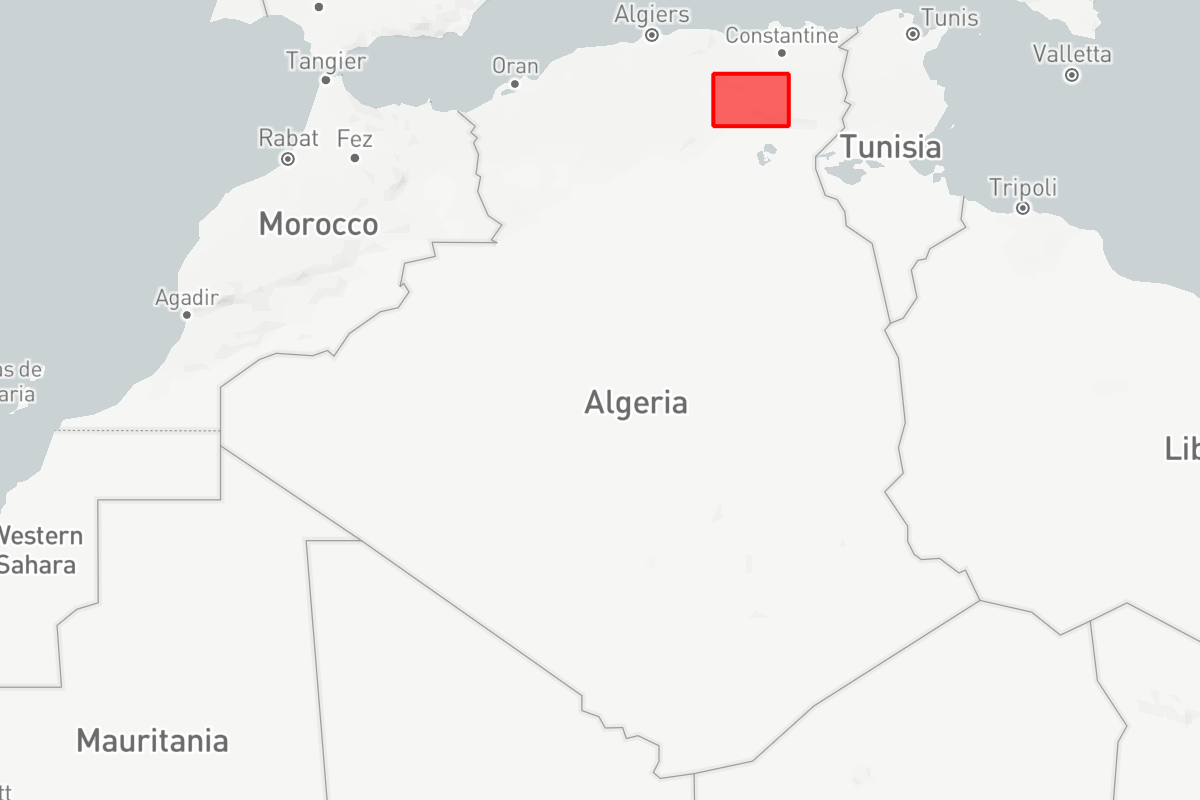 Algiers
Tunis
Constantine
Valletta
Tangier
Oran
Rabat
Fez
Tunisia
Tripoli
Morocco
Agadir
as de
aria
Algeria
Lib
Western
Sahara
Mauritania
tt